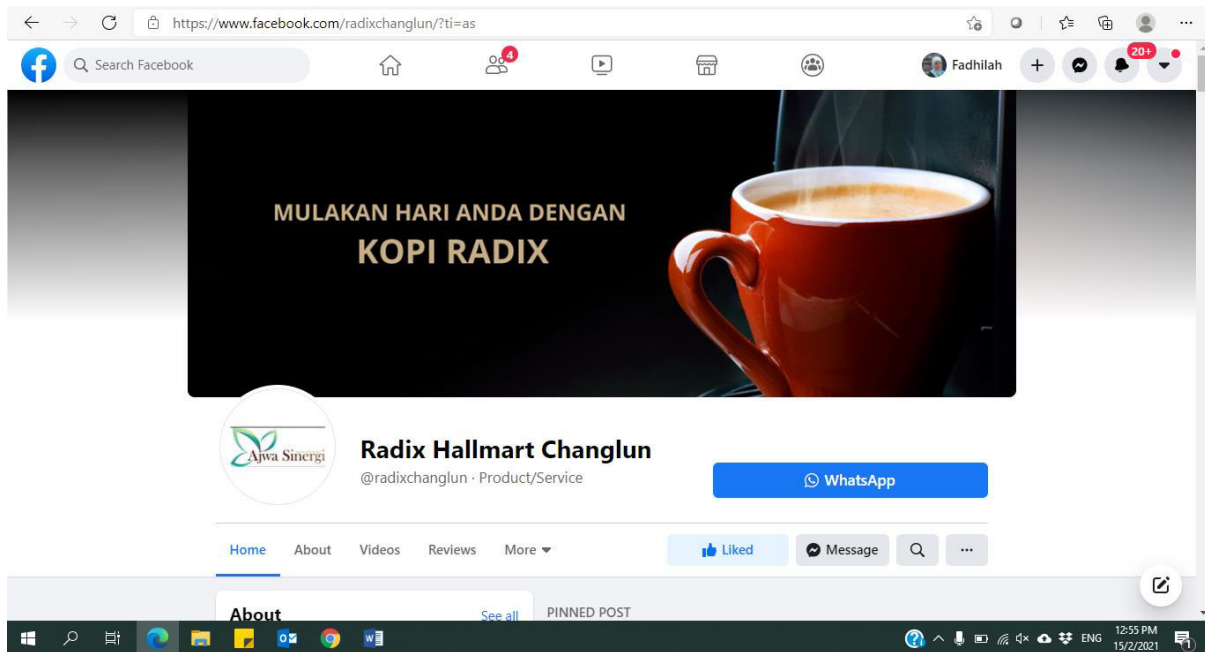 https://www.facebook.com/radixchanglun/?ti=as
Search Facebook
4
Fadhilah
20+
MULAKAN HARI ANDA DENGAN
KOPI RADIX
Ajwa Sinergi
Radix Hallmart Changlun
@radixchanglun · Product/Service
WhatsApp
Home About Videos Reviews More
Liked
Message
About
See all
PINNED POST
ENG
12:55 PM
15/2/2021
1